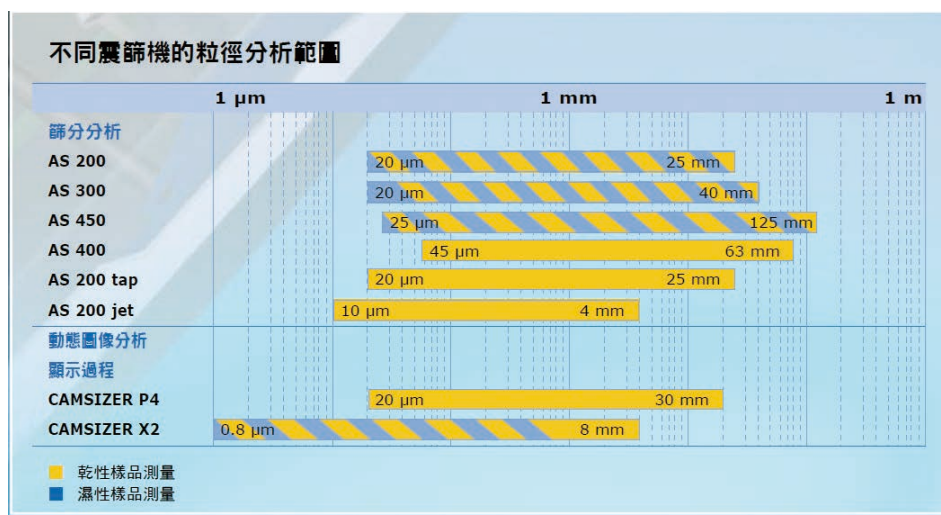 不同震篩機的粒徑分析範圍
1 µm 1 mm 1 m
篩分分析
AS 200 20 µm 25 mm
AS 300 20 µm 40 mm
AS 450 25 µm 125 mm
AS 400 45 µm 63 mm
AS 200 tap 20 µm 25 mm
AS 200 jet 10 µm 4 mm
動態圖像分析
顯示過程
CAMSIZER P4 20 µm 30 mm
CAMSIZER X2 0.8 µm 8 mm
乾性樣品測量
濕性樣品測量